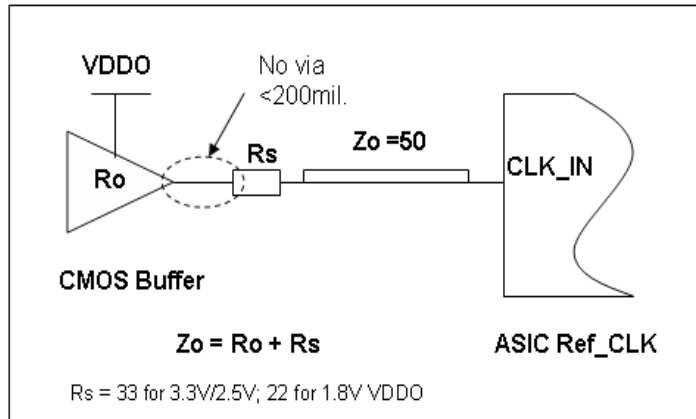 VDDO
No via
<200mil.
Ro
Rs
Zo =50
CLK_IN
CMOS Buffer
Zo = Ro + Rs
ASIC Ref_CLK
Rs = 33 for 3.3V/2.5V; 22 for 1.8V VDDO